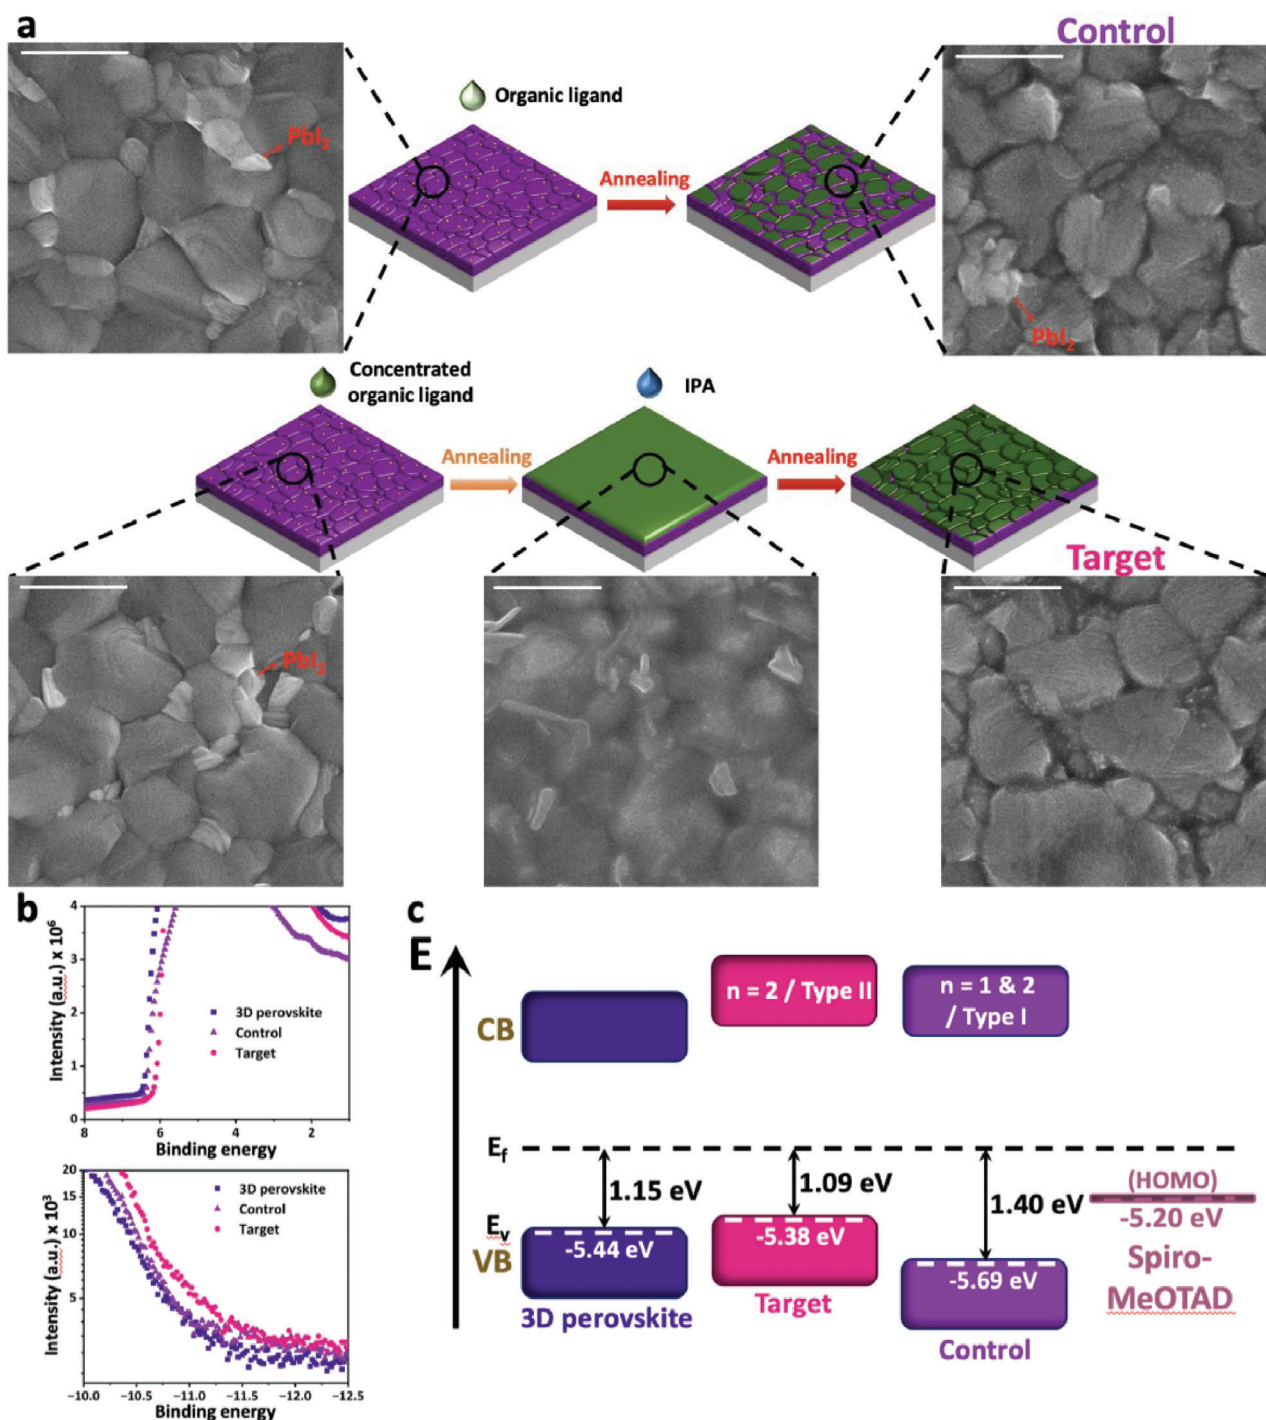 a
Control
Organic ligand
PbI2
Annealing
PbI2
Concentrated
organic ligand
IPA
Annealing
Annealing
Target
PbI2
b
Intensity (a.u.) x 10^6
4
3
2
1
0
3D perovskite
Control
Target
8 6 4 2
Binding energy
Intensity (a.u.) x 10^3
20
15
10
5
3D perovskite
Control
Target
−10.0 −10.5 −11.0 −11.5 −12.0 −12.5
Binding energy
c
E
CB
n = 2 / Type II
n = 1 & 2
/ Type I
Ef
1.15 eV
1.09 eV
1.40 eV
(HOMO)
-5.20 eV
Spiro-
MeOTAD
Ev
VB
-5.44 eV
-5.38 eV
-5.69 eV
3D perovskite
Target
Control